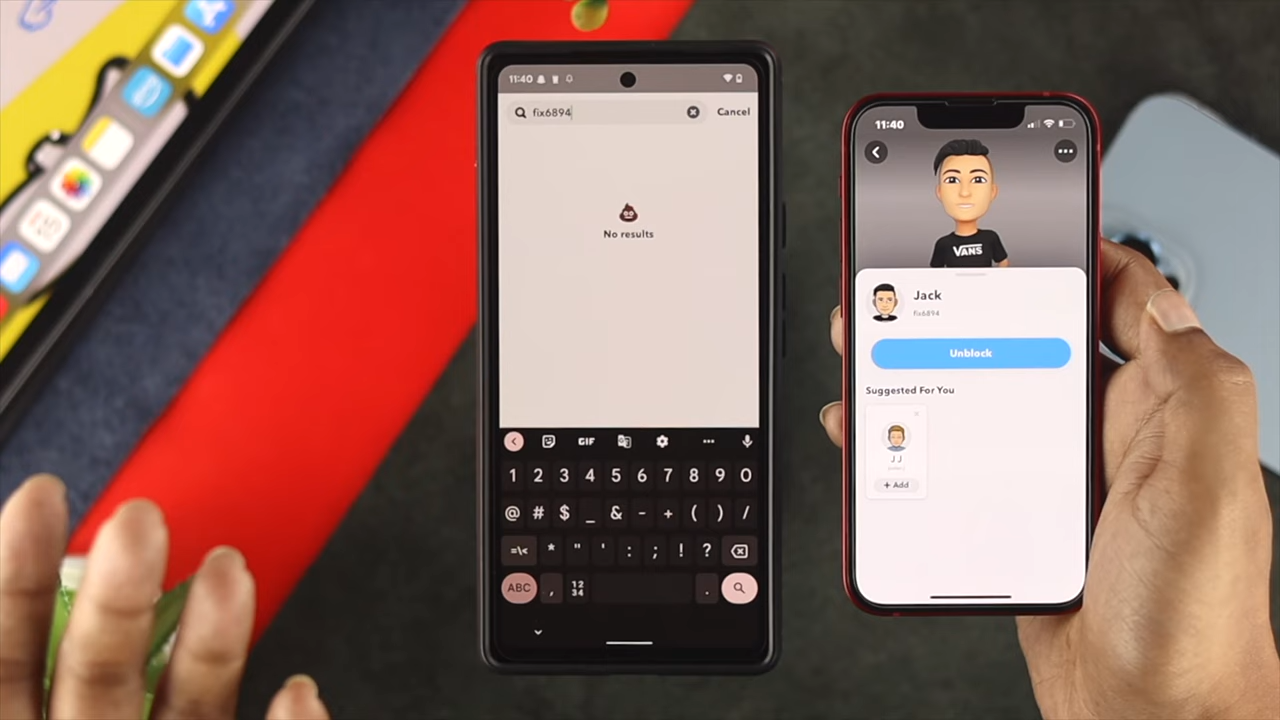 11:40
fix6894
Cancel
No results
GIF
1 2 3 4 5 6 7 8 9 0
@ # $ _ & - + ( ) /
=\< * " ' : ; ! ?
ABC , 12 34 .
11:40
VANS
Jack
fix6894
Unblock
Suggested For You
J J
+ Add